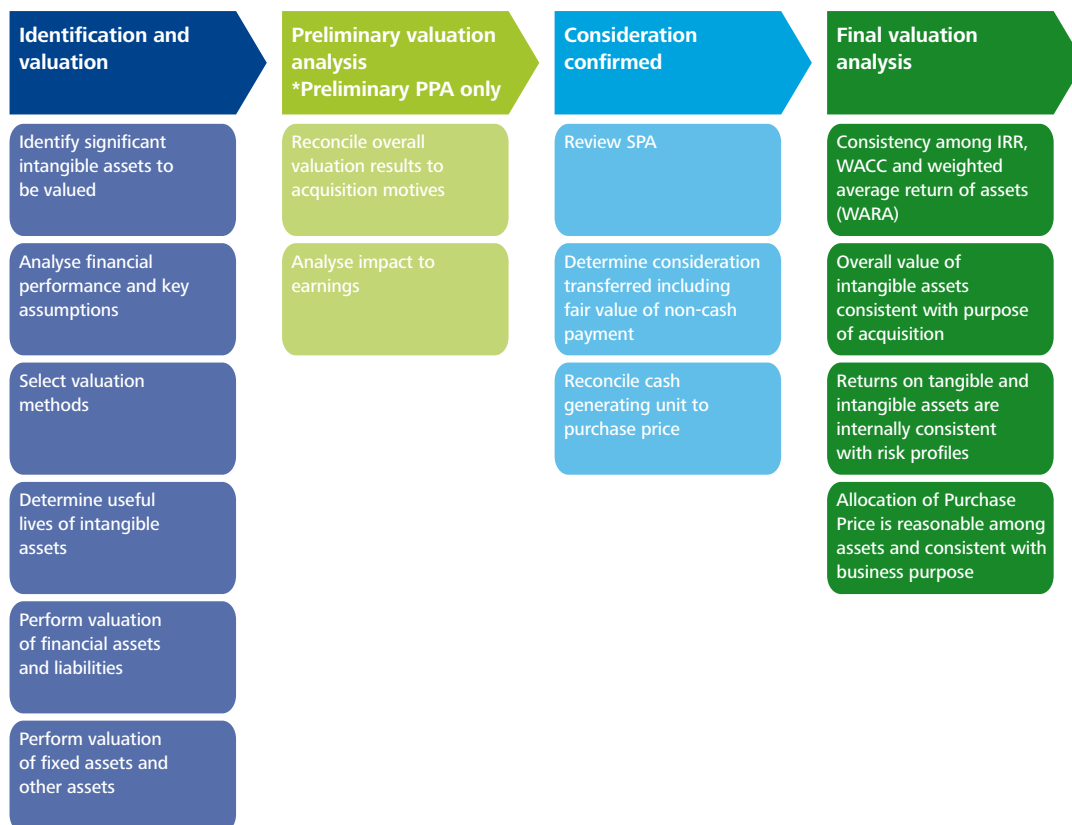 Identification and
valuation
Identify significant
intangible assets to
be valued
Analyse financial
performance and key
assumptions
Select valuation
methods
Determine useful
lives of intangible
assets
Perform valuation
of financial assets
and liabilities
Perform valuation
of fixed assets and
other assets
Preliminary valuation
analysis
*Preliminary PPA only
Reconcile overall
valuation results to
acquisition motives
Analyse impact to
earnings
Consideration
confirmed
Review SPA
Determine consideration
transferred including
fair value of non-cash
payment
Reconcile cash
generating unit to
purchase price
Final valuation
analysis
Consistency among IRR,
WACC and weighted
average return of assets
(WARA)
Overall value of
intangible assets
consistent with purpose
of acquisition
Returns on tangible and
intangible assets are
internally consistent
with risk profiles
Allocation of Purchase
Price is reasonable among
assets and consistent with
business purpose